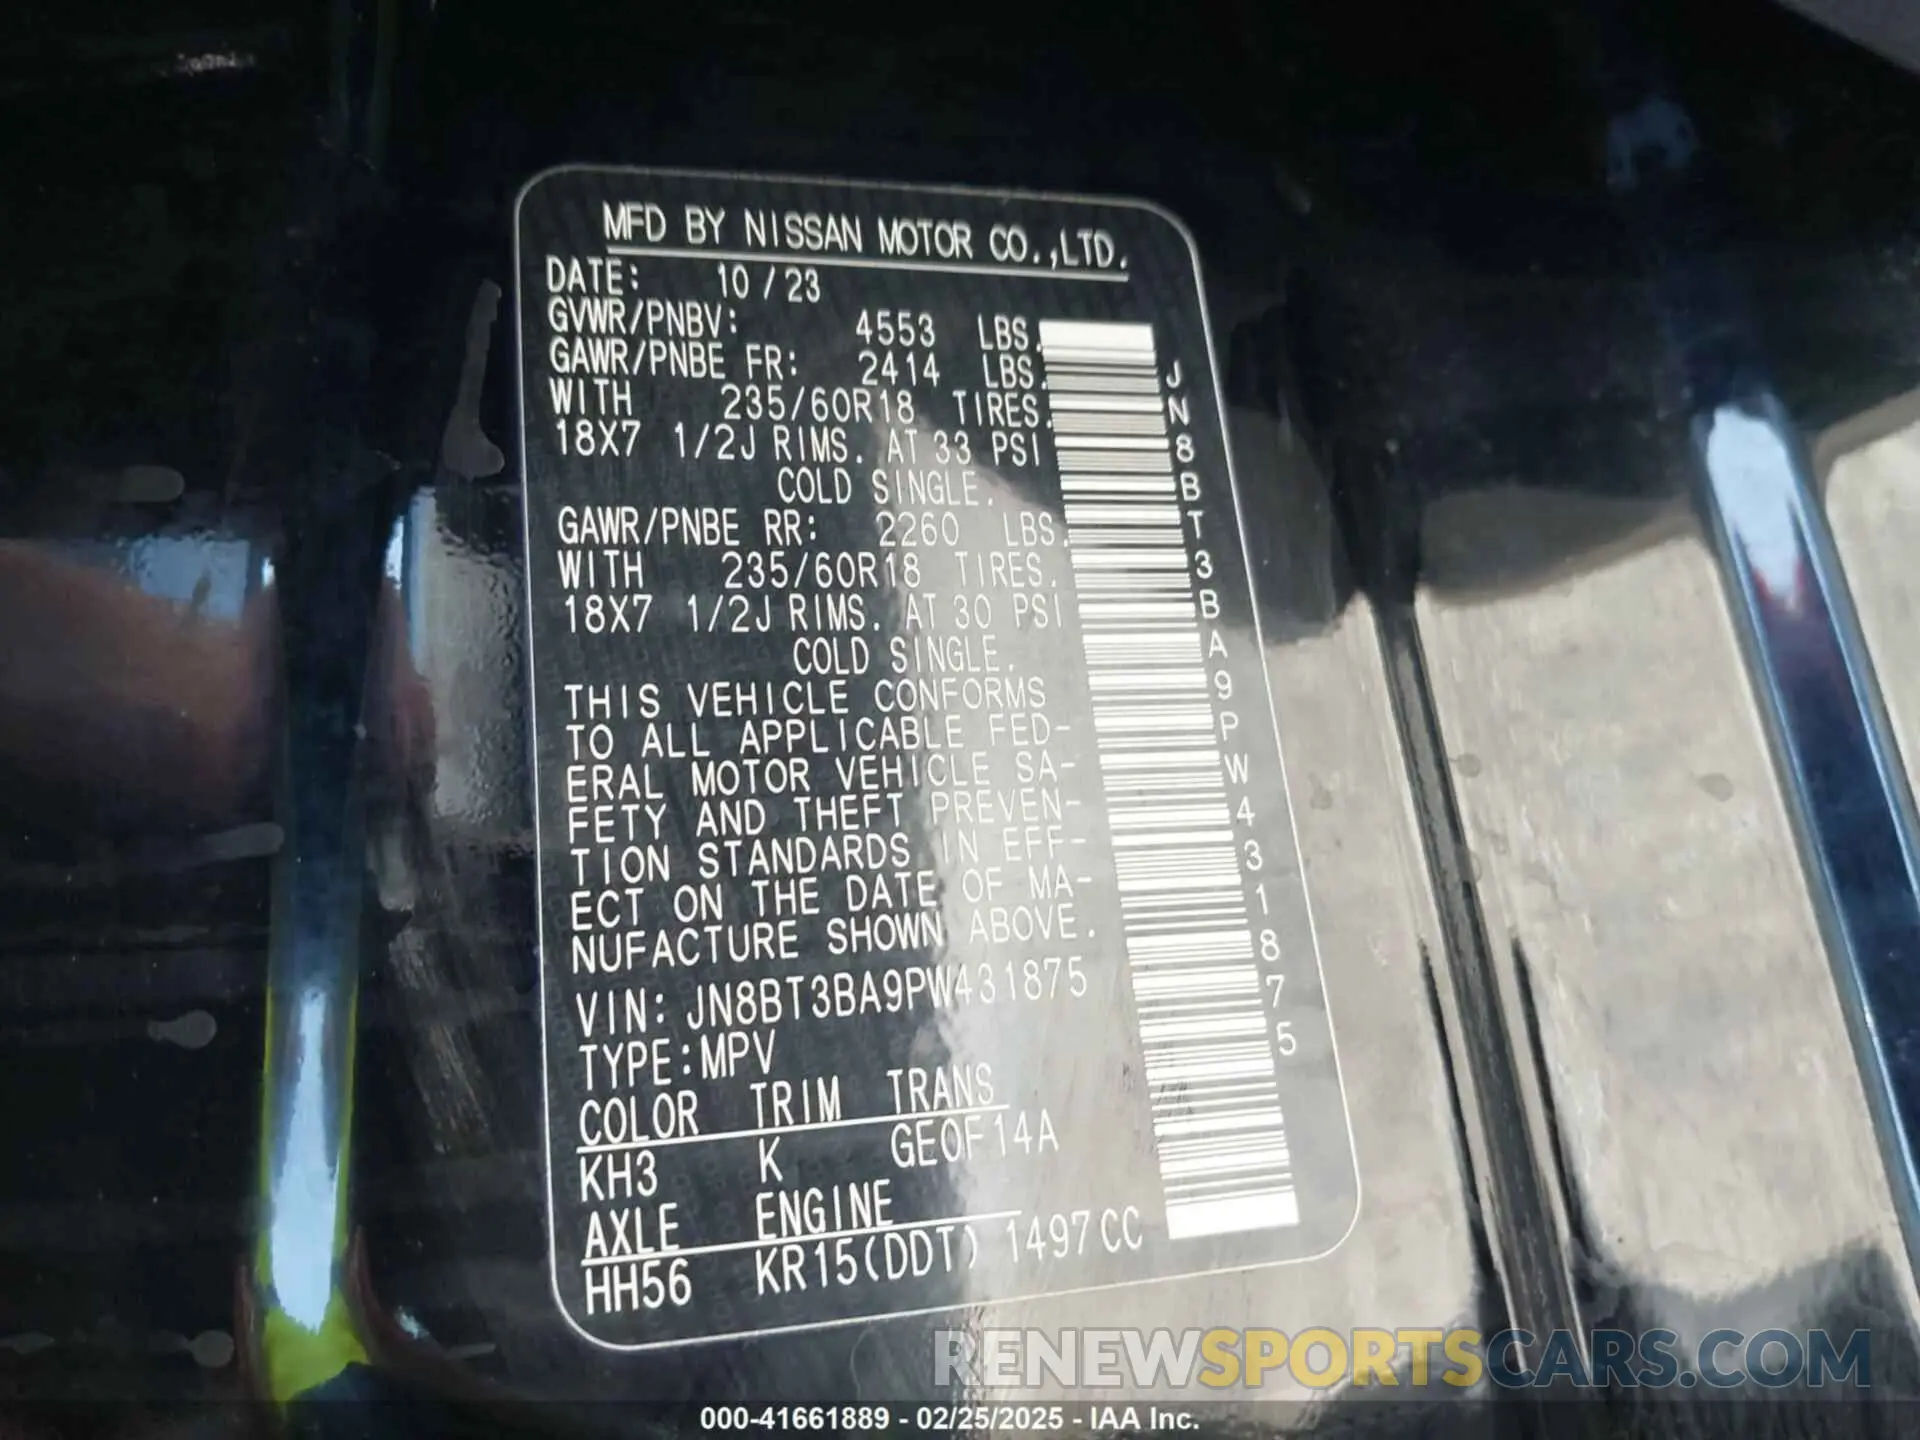 MFD BY NISSAN MOTOR CO.,LTD.
DATE: 10/23
GVWR/PNBV: 4553 LBS.
GAWR/PNBE FR: 2414 LBS.
WITH 235/60R18 TIRES.
18X7 1/2J RIMS. AT 33 PSI
COLD SINGLE.
GAWR/PNBE RR: 2260 LBS.
WITH 235/60R18 TIRES.
18X7 1/2J RIMS. AT 30 PSI
COLD SINGLE.
THIS VEHICLE CONFORMS
TO ALL APPLICABLE FED-
ERAL MOTOR VEHICLE SA-
FETY AND THEFT PREVEN-
TION STANDARDS IN EFF-
ECT ON THE DATE OF MA-
NUFACTURE SHOWN ABOVE.
VIN: JN8BT3BA9PW431875
TYPE:MPV
COLOR TRIM TRANS
KH3 K GE0F14A
AXLE ENGINE
HH56 KR15(DDT) 1497CC
JN8BT3BA9PW431875
RENEWSPORTSCARS.COM
000-41661889 - 02/25/2025 - IAA Inc.